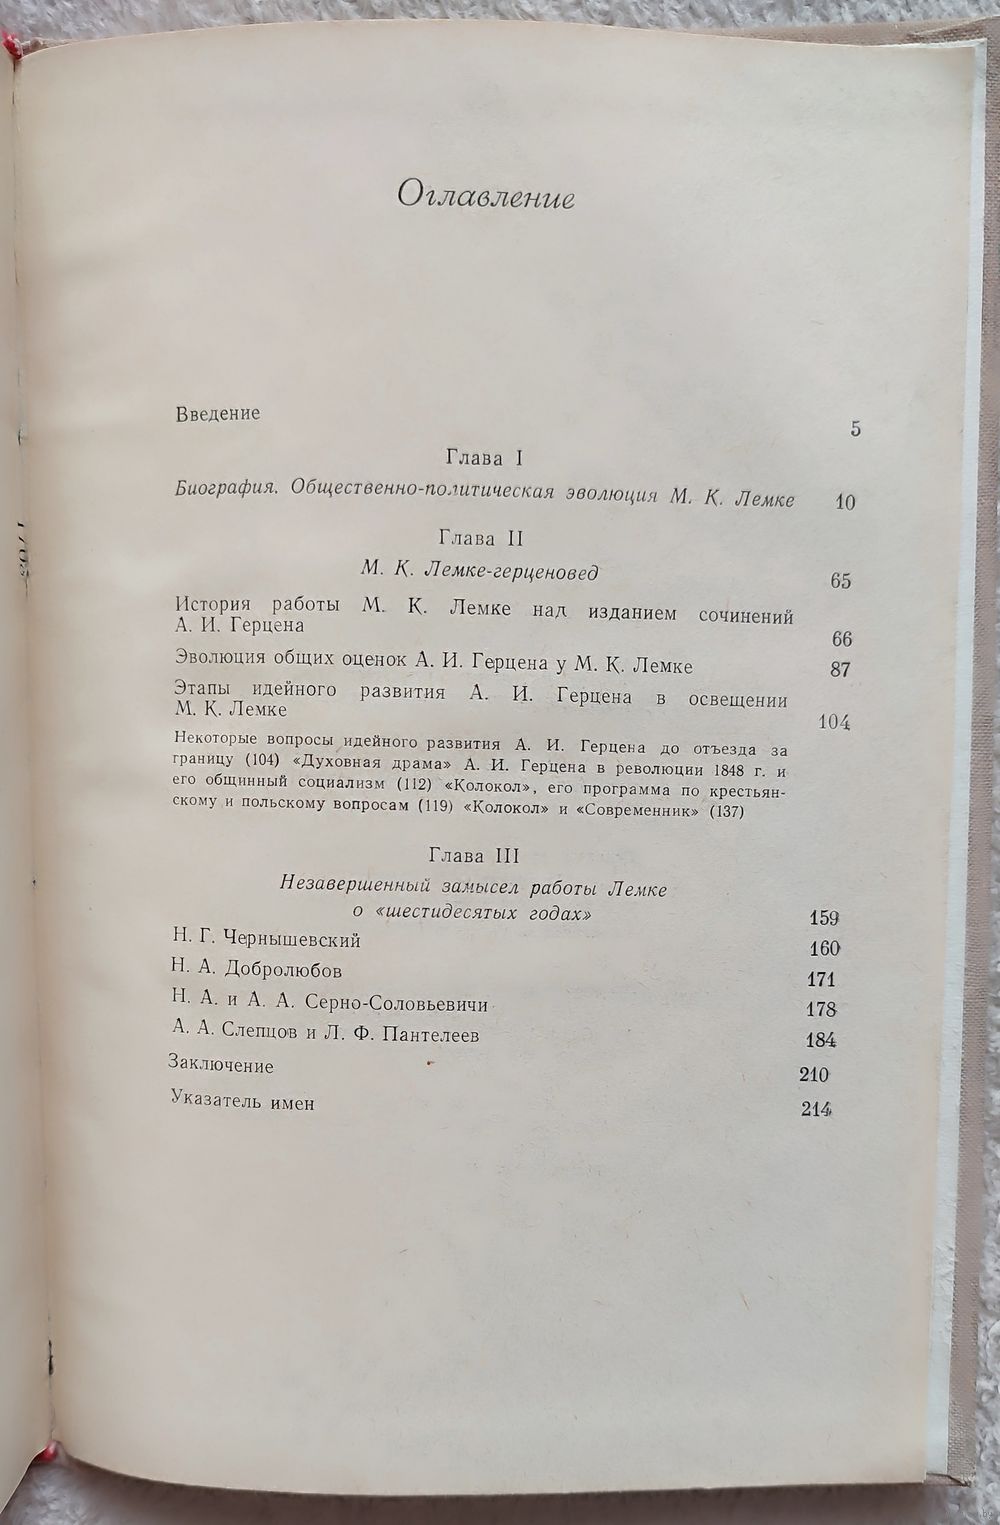 Оглавление
Введение 5
Глава I
Биография. Общественно-политическая эволюция М. К. Лемке 10
Глава II
М. К. Лемке-герценовед 65
История работы М. К. Лемке над изданием сочинений
А. И. Герцена 66
Эволюция общих оценок А. И. Герцена у М. К. Лемке 87
Этапы идейного развития А. И. Герцена в освещении
М. К. Лемке 104
Некоторые вопросы идейного развития А. И. Герцена до отъезда за
границу (104) «Духовная драма» А. И. Герцена в революции 1848 г. и
его общинный социализм (112) «Колокол», его программа по крестьян-
скому и польскому вопросам (119) «Колокол» и «Современник» (137)
Глава III
Незавершенный замысел работы Лемке
о «шестидесятых годах» 159
Н. Г. Чернышевский 160
Н. А. Добролюбов 171
Н. А. и А. А. Серно-Соловьевичи 178
А. А. Слепцов и Л. Ф. Пантелеев 184
Заключение 210
Указатель имен 214